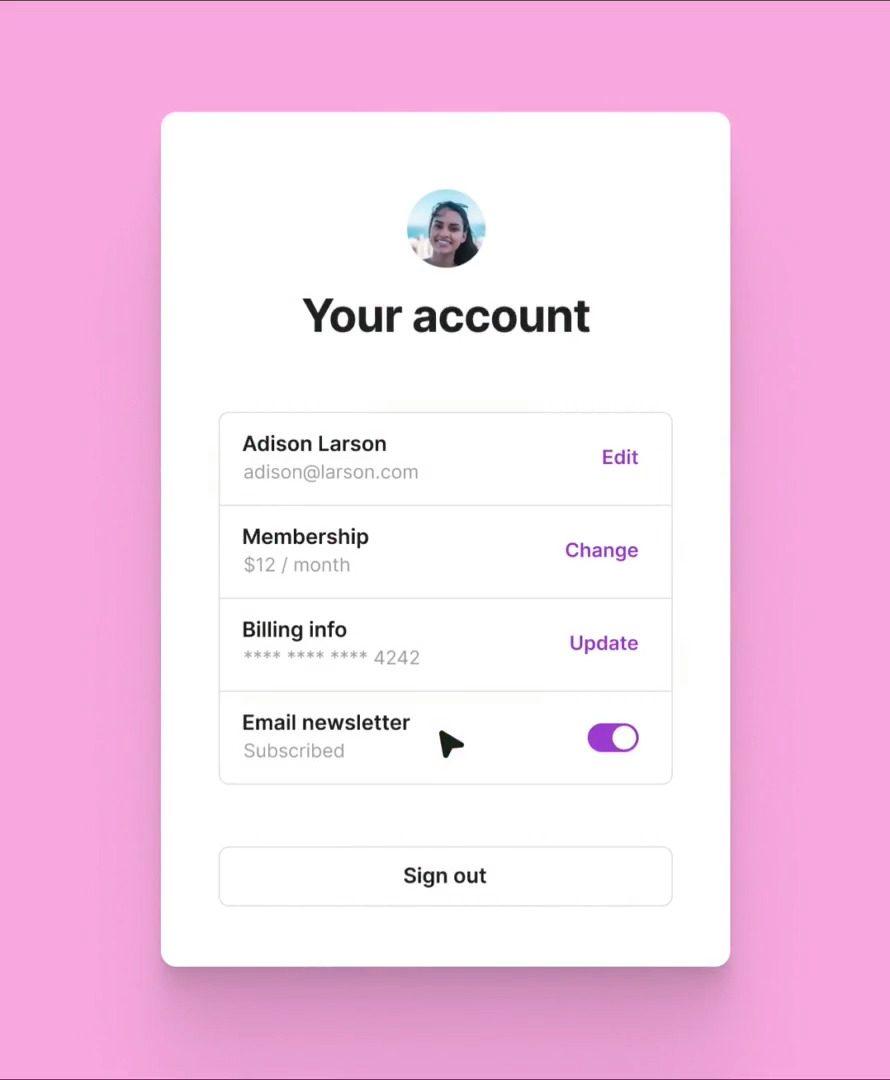 Your account
Adison Larson
adison@larson.com
Edit
Membership
$12 / month
Change
Billing info
**** **** **** 4242
Update
Email newsletter
Subscribed
Sign out